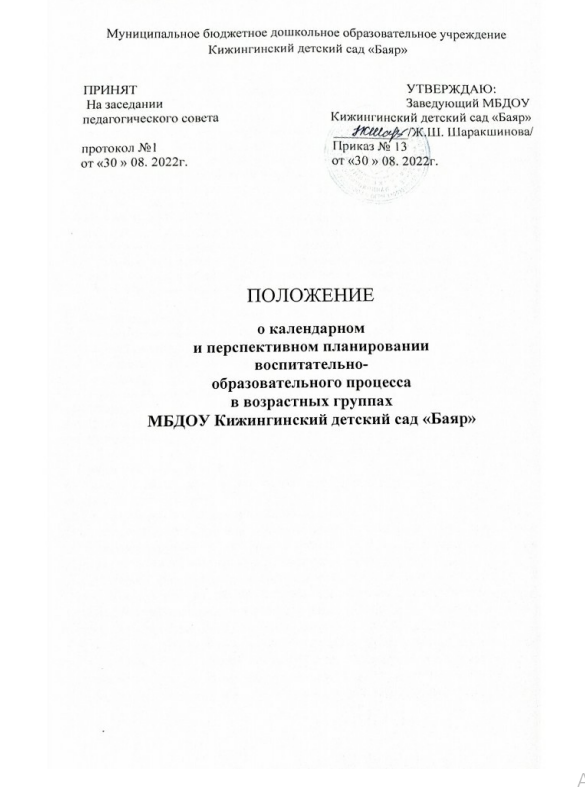 Муниципальное бюджетное дошкольное образовательное учреждение
Кижингинский детский сад «Баяр»
ПРИНЯТ
На заседании
педагогического совета
протокол №1
от «30 » 08. 2022г.
УТВЕРЖДАЮ:
Заведующий МБДОУ
Кижингинский детский сад «Баяр»
/Ж.Ш. Шаракшинова/
Приказ № 13
от «30 » 08. 2022г.
ПОЛОЖЕНИЕ
о календарном
и перспективном планировании
воспитательно-
образовательного процесса
в возрастных группах
МБДОУ Кижингинский детский сад «Баяр»